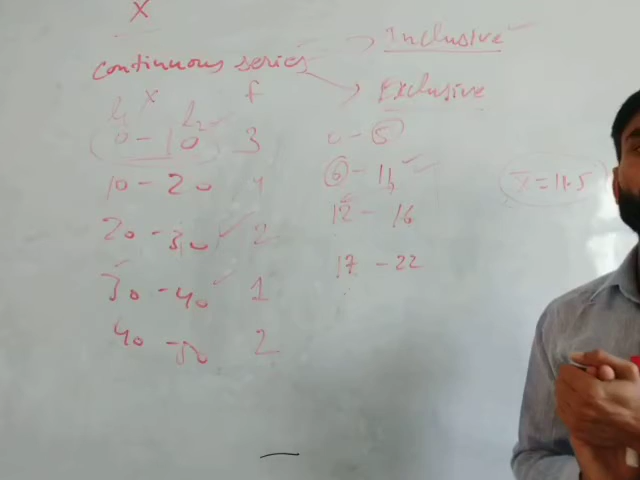 X
Inclusive
continuous series
Exclusive
l₁ x l₂ f
0 - 10 3 0 - 5
10 - 20 6 - 11
x̄ = 11.5
20 - 30 2 12 - 16
30 - 40 1 17 - 22
40 - 50 2